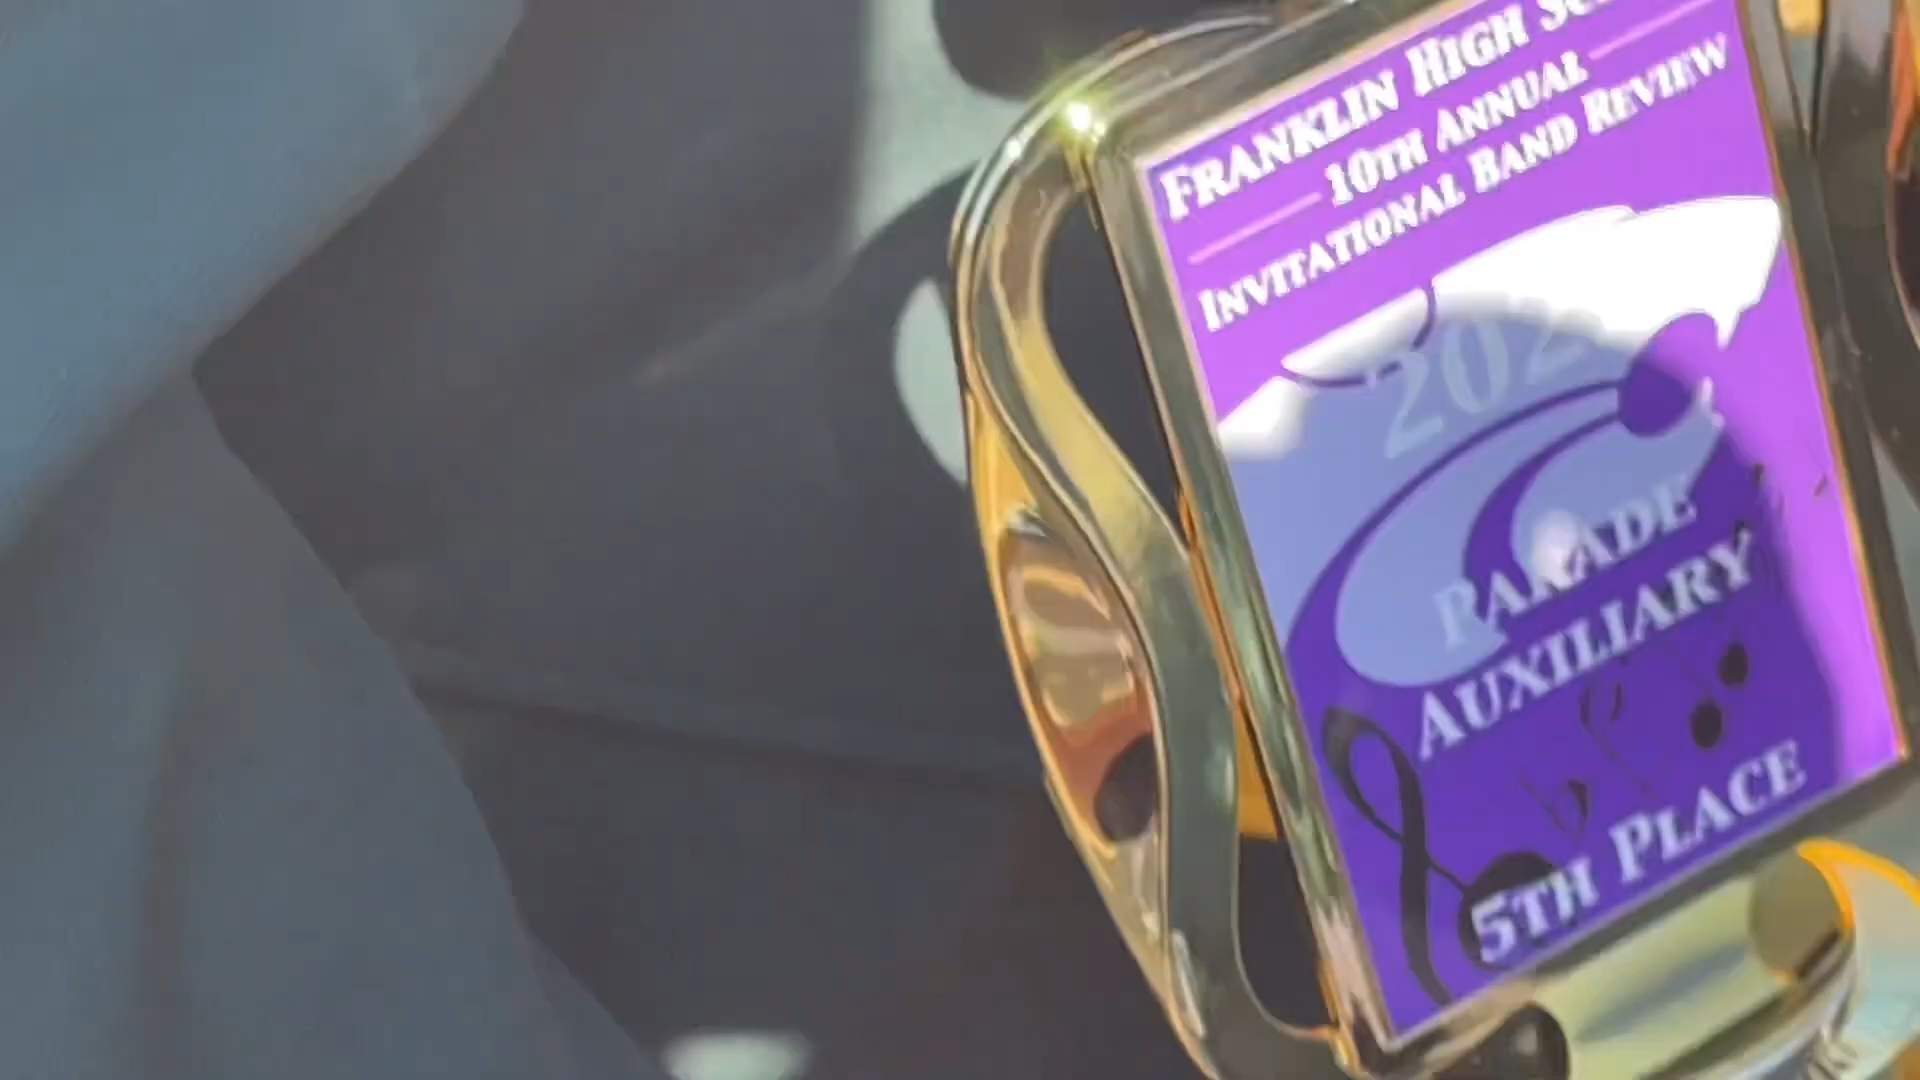 FRANKLIN HIGH
10TH ANNUAL
INVITATIONAL BAND REVIEW
PARADE
AUXILIARY
5TH PLACE